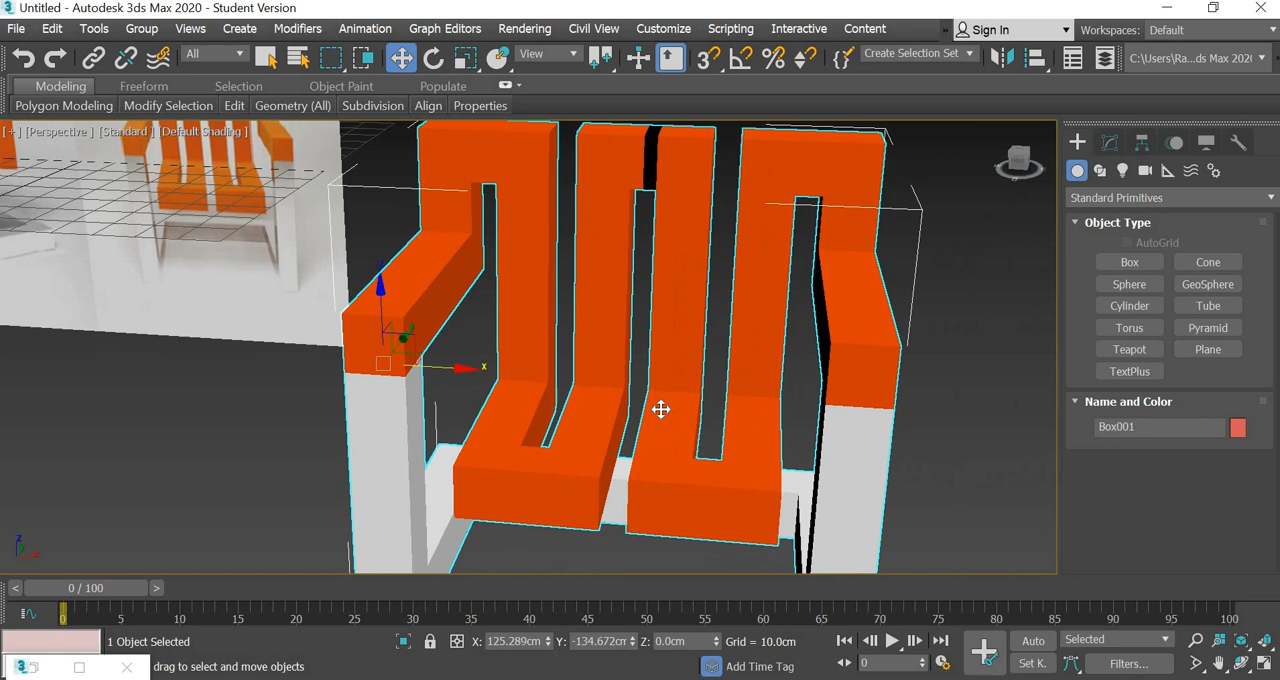 Untitled - Autodesk 3ds Max 2020 - Student Version
File Edit Tools Group Views Create Modifiers Animation Graph Editors Rendering Civil View Customize Scripting Interactive Content » Sign In Workspaces: Default
All View Create Selection Set C:\Users\Ra...ds Max 202(
Modeling Freeform Selection Object Paint Populate
Polygon Modeling Modify Selection Edit Geometry (All) Subdivision Align Properties
[+] [Perspective ] [Standard ] [Default Shading ]
Standard Primitives
Object Type
AutoGrid
Box Cone
Sphere GeoSphere
Cylinder Tube
Torus Pyramid
Teapot Plane
TextPlus
Name and Color
Box001
x
z
x
< 0 / 100 >
0 5 10 15 20 25 30 35 40 45 50 55 60 65 70 75 80 85 90 95 100
1 Object Selected X: 125.289cm Y: -134.672cm Z: 0.0cm Grid = 10.0cm Auto Selected
drag to select and move objects Add Time Tag 0 Set K. Filters...